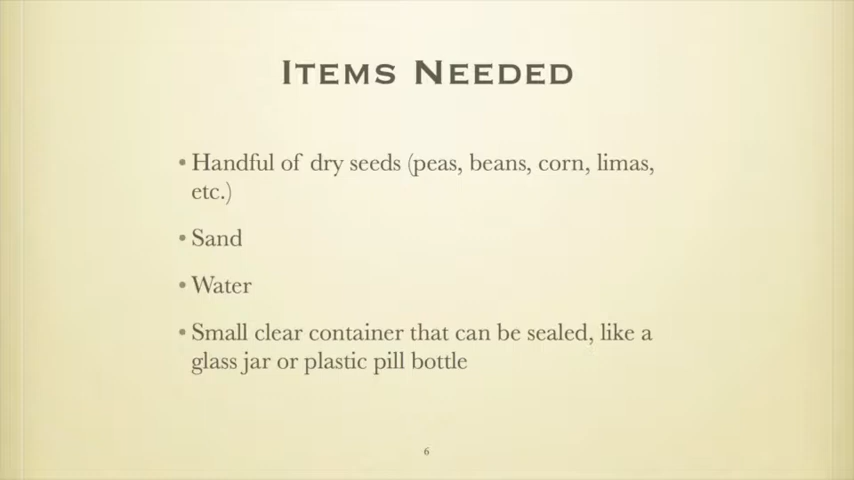 Items Needed
• Handful of dry seeds (peas, beans, corn, limas,
etc.)
• Sand
• Water
• Small clear container that can be sealed, like a
glass jar or plastic pill bottle
6